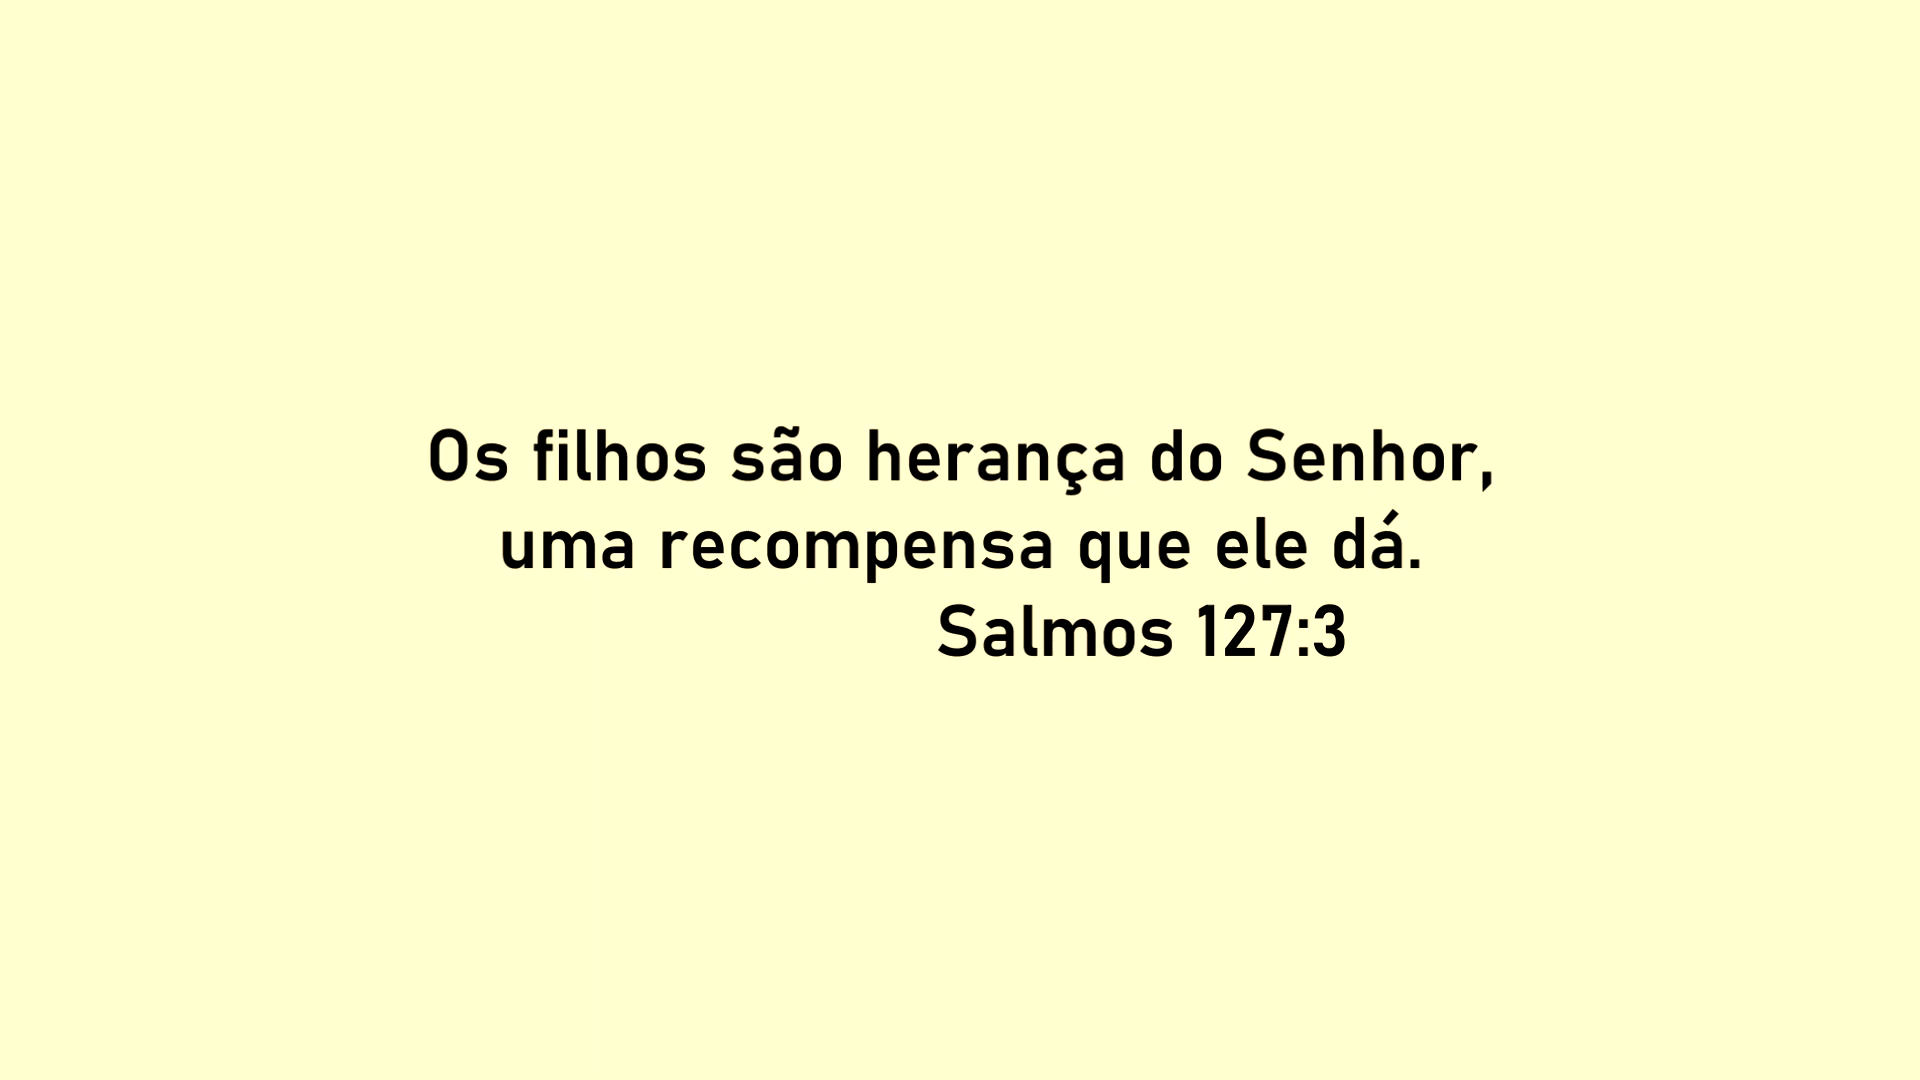 Os filhos são herança do Senhor,
uma recompensa que ele dá.
Salmos 127:3